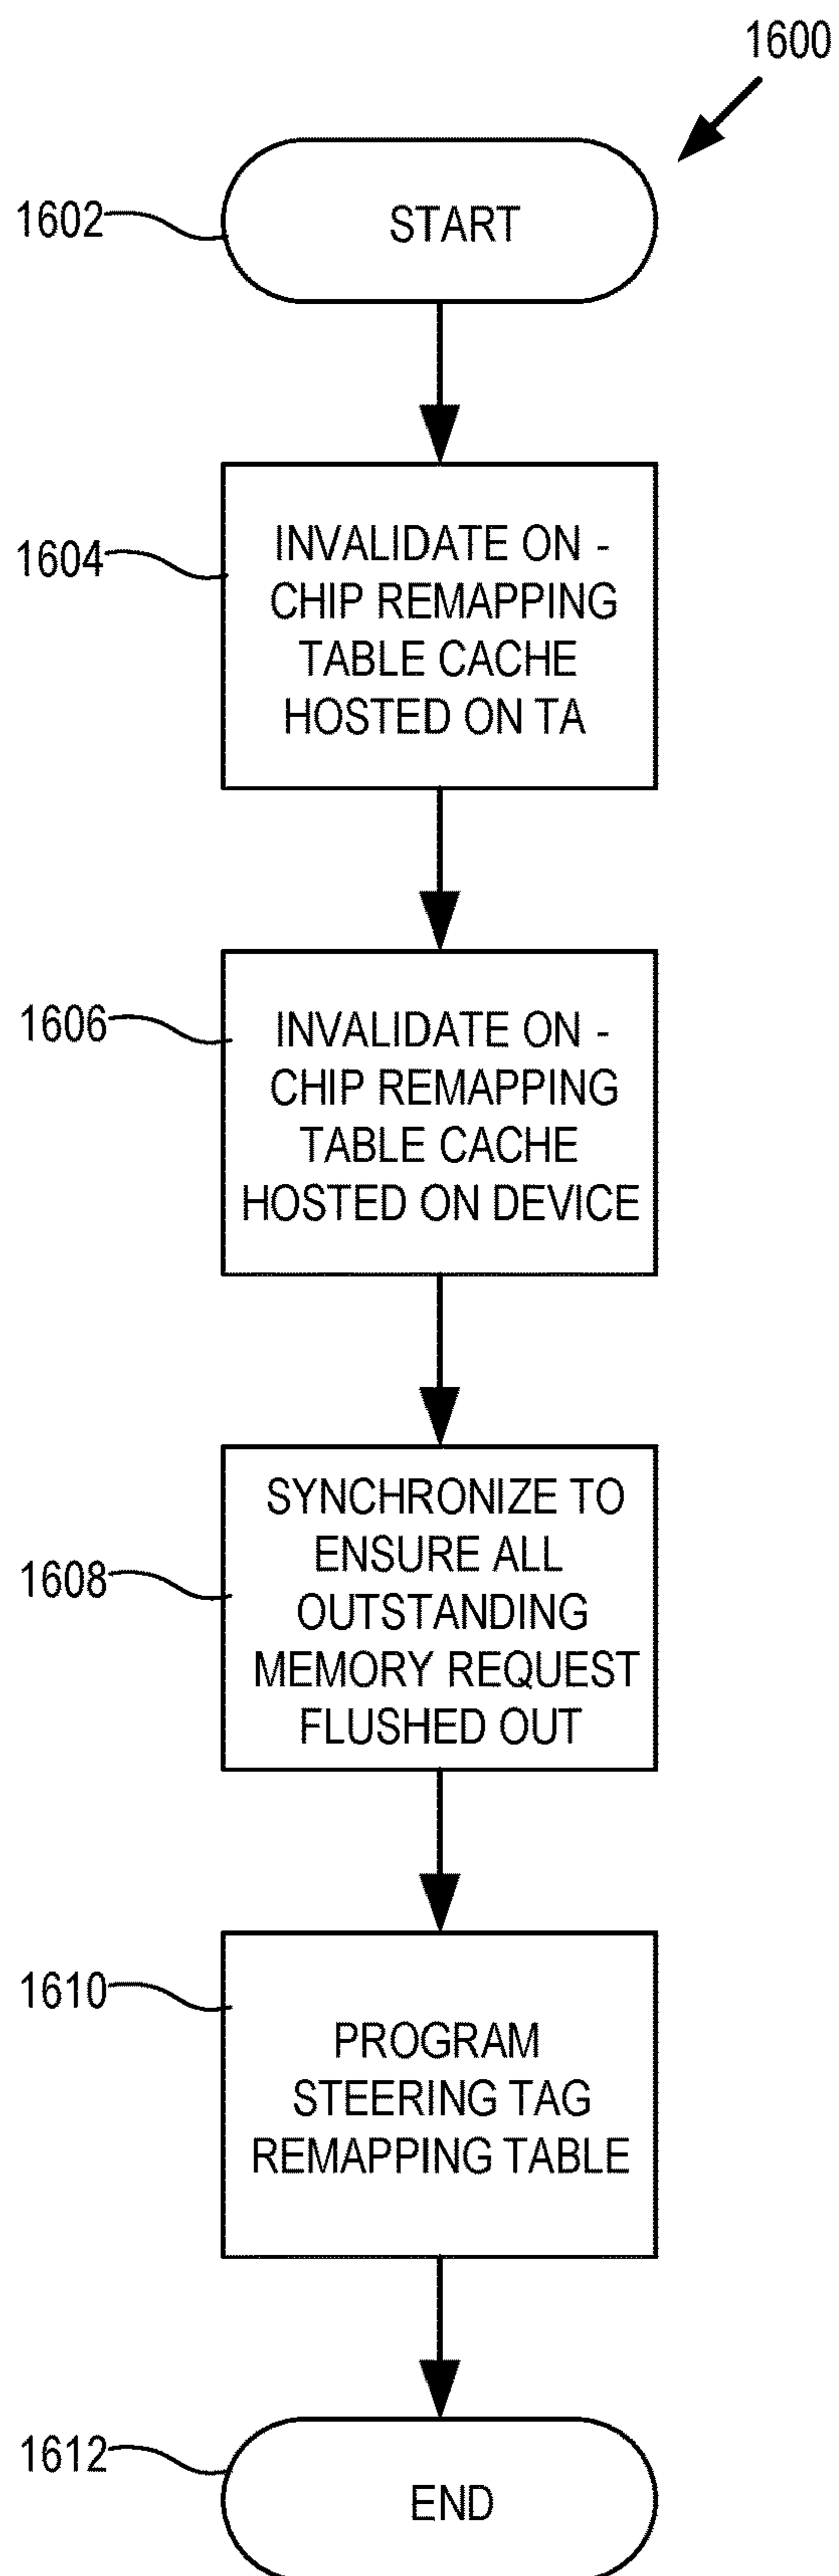 1600
1602
START
1604
INVALIDATE ON -
CHIP REMAPPING
TABLE CACHE
HOSTED ON TA
1606
INVALIDATE ON -
CHIP REMAPPING
TABLE CACHE
HOSTED ON DEVICE
1608
SYNCHRONIZE TO
ENSURE ALL
OUTSTANDING
MEMORY REQUEST
FLUSHED OUT
1610
PROGRAM
STEERING TAG
REMAPPING TABLE
1612
END